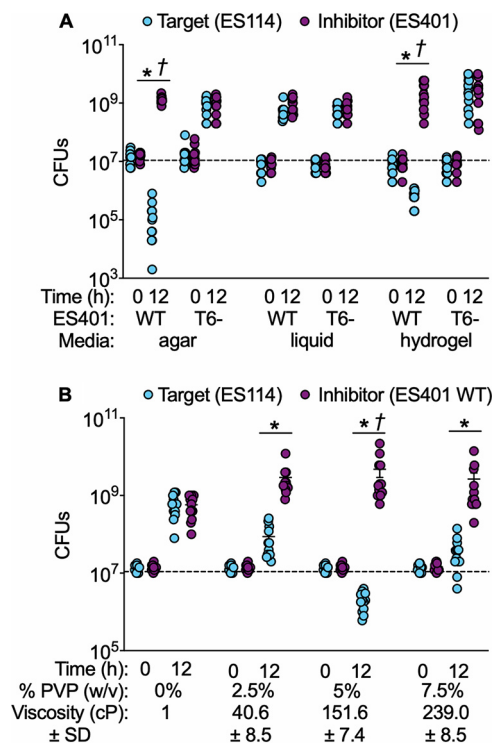 A
Target (ES114) Inhibitor (ES401)
10^11
* †
* †
10^9
CFUs
10^7
10^5
10^3
Time (h): 0 12 0 12 0 12 0 12 0 12 0 12
ES401: WT T6- WT T6- WT T6-
Media: agar liquid hydrogel
B
Target (ES114) Inhibitor (ES401 WT)
10^11
* * † *
10^9
CFUs
10^7
10^5
Time (h) 0 12 0 12 0 12 0 12
% PVP (w/v) 0% 2.5% 5% 7.5%
Viscosity (cP) 1 40.6 151.6 239.0
± SD ± 8.5 ± 7.4 ± 8.5